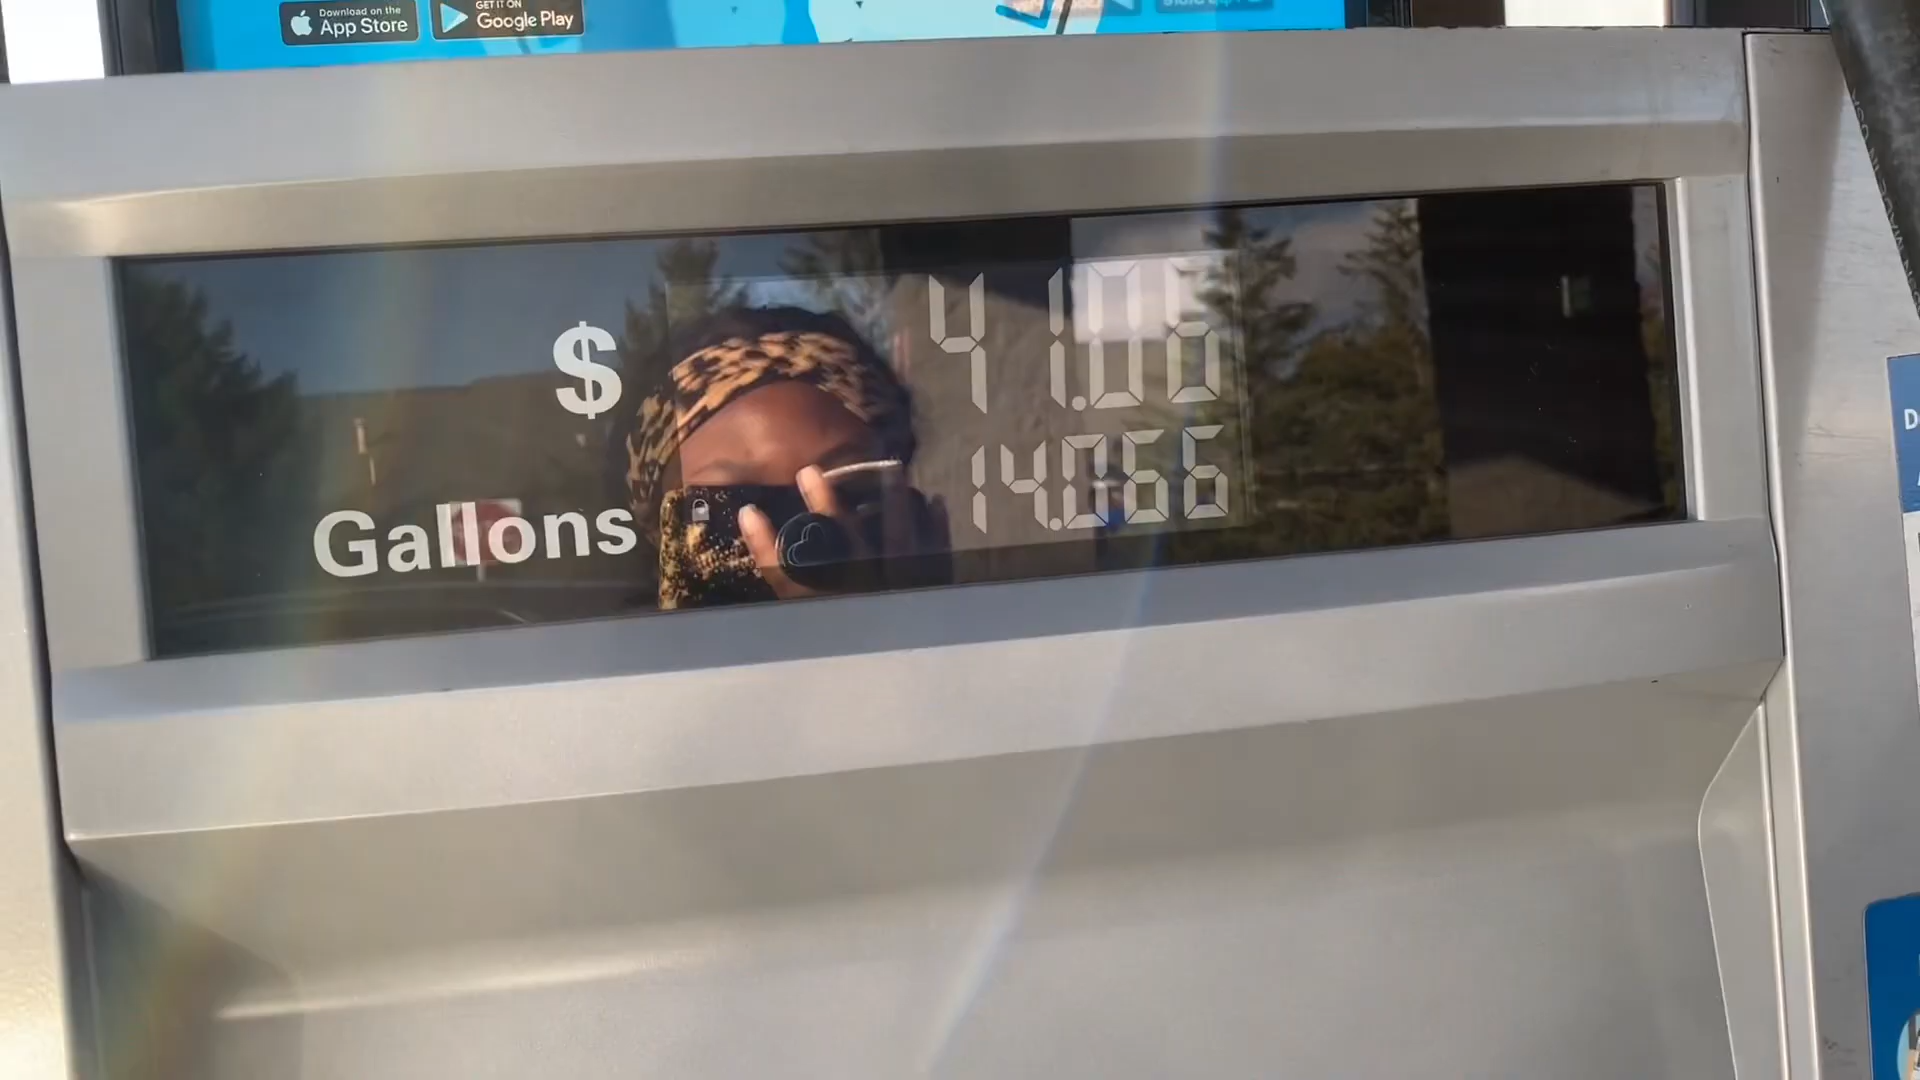 Download on the
App Store
GET IT ON
Google Play
$ 41.06
Gallons 14.066
D